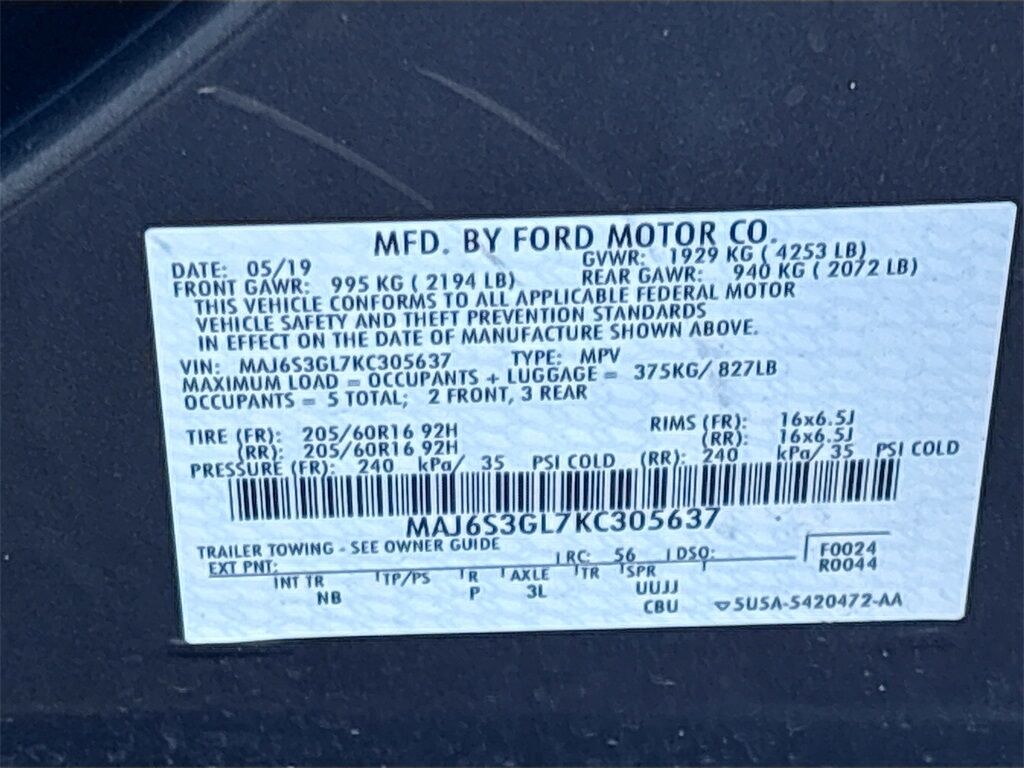 MFD. BY FORD MOTOR CO.
DATE: 05/19 GVWR: 1929 KG ( 4253 LB)
FRONT GAWR: 995 KG ( 2194 LB) REAR GAWR: 940 KG ( 2072 LB)
THIS VEHICLE CONFORMS TO ALL APPLICABLE FEDERAL MOTOR
VEHICLE SAFETY AND THEFT PREVENTION STANDARDS
IN EFFECT ON THE DATE OF MANUFACTURE SHOWN ABOVE.
VIN: MAJ6S3GL7KC305637 TYPE: MPV
MAXIMUM LOAD = OCCUPANTS + LUGGAGE = 375KG/ 827LB
OCCUPANTS = 5 TOTAL; 2 FRONT, 3 REAR
TIRE (FR): 205/60R16 92H RIMS (FR): 16x6.5J
(RR): 205/60R16 92H (RR): 16x6.5J
PRESSURE (FR): 240 kPa/ 35 PSI COLD (RR): 240 kPa/ 35 PSI COLD
MAJ6S3GL7KC305637
TRAILER TOWING - SEE OWNER GUIDE
EXT PNT: RC: 56 DSO: F0024
R0044
INT TR TP/PS R AXLE TR SPR
NB P 3L UUJJ
CBU 5U5A-5420472-AA